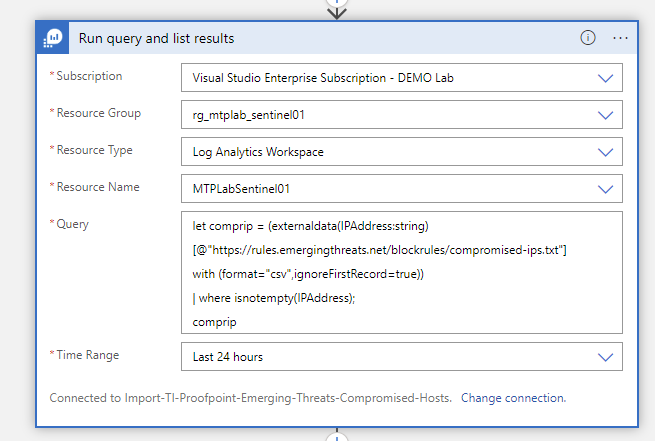 Run query and list results
* Subscription
Visual Studio Enterprise Subscription - DEMO Lab
* Resource Group
rg_mtplab_sentinel01
* Resource Type
Log Analytics Workspace
* Resource Name
MTPLabSentinel01
* Query
let comprip = (externaldata(IPAddress:string)
[@"https://rules.emergingthreats.net/blockrules/compromised-ips.txt"]
with (format="csv",ignoreFirstRecord=true))
| where isnotempty(IPAddress);
comprip
* Time Range
Last 24 hours
Connected to Import-TI-Proofpoint-Emerging-Threats-Compromised-Hosts. Change connection.